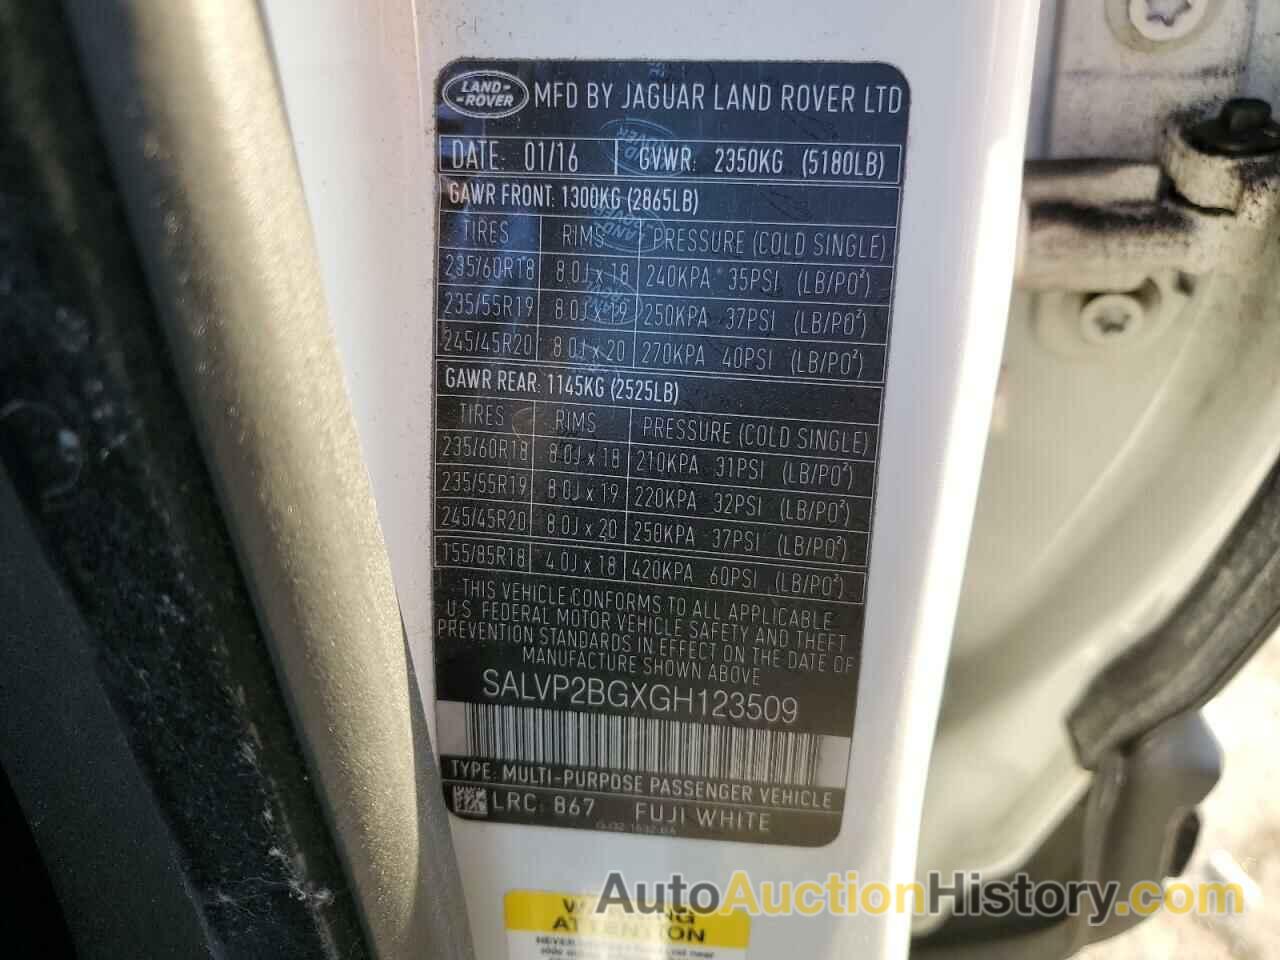 LAND-
-ROVER
MFD BY JAGUAR LAND ROVER LTD
DATE: 01/16 GVWR: 2350KG (5180LB)
GAWR FRONT: 1300KG (2865LB)
TIRES RIMS PRESSURE (COLD SINGLE)
235/60R18 8.0J x 18 240KPA 35PSI (LB/PO²)
235/55R19 8.0J x 19 250KPA 37PSI (LB/PO²)
245/45R20 8.0J x 20 270KPA 40PSI (LB/PO²)
GAWR REAR: 1145KG (2525LB)
TIRES RIMS PRESSURE (COLD SINGLE)
235/60R18 8.0J x 18 210KPA 31PSI (LB/PO²)
235/55R19 8.0J x 19 220KPA 32PSI (LB/PO²)
245/45R20 8.0J x 20 250KPA 37PSI (LB/PO²)
155/85R18 4.0J x 18 420KPA 60PSI (LB/PO²)
THIS VEHICLE CONFORMS TO ALL APPLICABLE
U.S. FEDERAL MOTOR VEHICLE SAFETY AND THEFT
PREVENTION STANDARDS IN EFFECT ON THE DATE OF
MANUFACTURE SHOWN ABOVE
SALVP2BGXGH123509
TYPE: MULTI-PURPOSE PASSENGER VEHICLE
LRC: 867 FUJI WHITE
WARNING
ATTENTION
AutoAuctionHistory.com